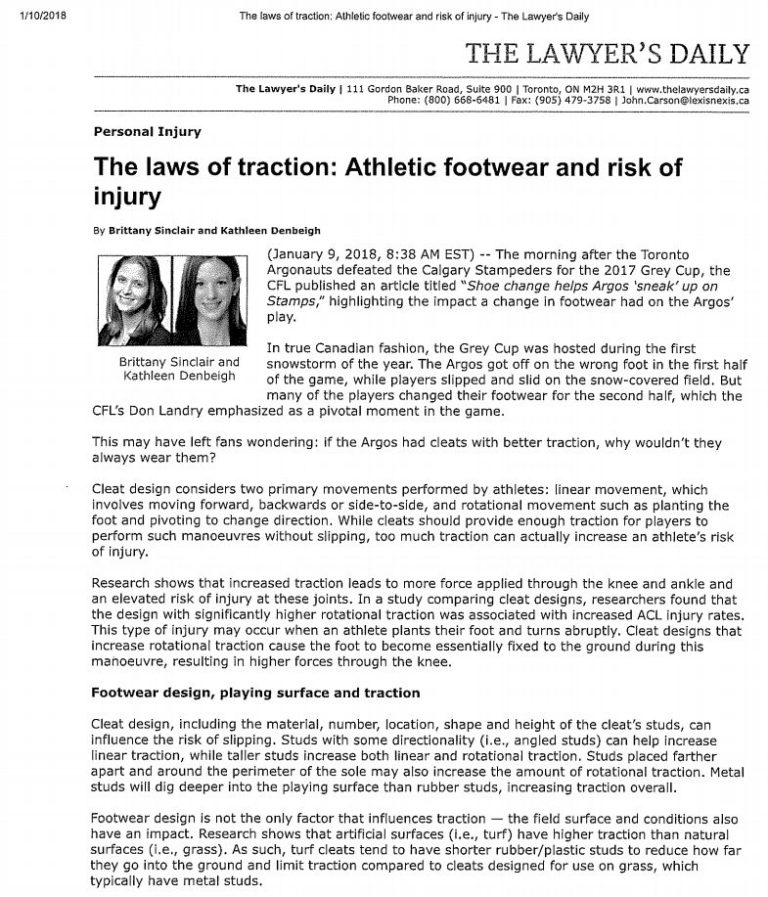 1/10/2018 The laws of traction: Athletic footwear and risk of injury - The Lawyer's Daily
THE LAWYER'S DAILY
The Lawyer's Daily | 111 Gordon Baker Road, Suite 900 | Toronto, ON M2H 3R1 | www.thelawyersdaily.ca
Phone: (800) 668-6481 | Fax: (905) 479-3758 | John.Carson@lexisnexis.ca
Personal Injury
The laws of traction: Athletic footwear and risk of
injury
By Brittany Sinclair and Kathleen Denbeigh
(January 9, 2018, 8:38 AM EST) -- The morning after the Toronto
Argonauts defeated the Calgary Stampeders for the 2017 Grey Cup, the
CFL published an article titled "Shoe change helps Argos 'sneak' up on
Stamps," highlighting the impact a change in footwear had on the Argos'
play.
Brittany Sinclair and
Kathleen Denbeigh
In true Canadian fashion, the Grey Cup was hosted during the first
snowstorm of the year. The Argos got off on the wrong foot in the first half
of the game, while players slipped and slid on the snow-covered field. But
many of the players changed their footwear for the second half, which the
CFL's Don Landry emphasized as a pivotal moment in the game.
This may have left fans wondering: if the Argos had cleats with better traction, why wouldn't they
always wear them?
Cleat design considers two primary movements performed by athletes: linear movement, which
involves moving forward, backwards or side-to-side, and rotational movement such as planting the
foot and pivoting to change direction. While cleats should provide enough traction for players to
perform such manoeuvres without slipping, too much traction can actually increase an athlete's risk
of injury.
Research shows that increased traction leads to more force applied through the knee and ankle and
an elevated risk of injury at these joints. In a study comparing cleat designs, researchers found that
the design with significantly higher rotational traction was associated with increased ACL injury rates.
This type of injury may occur when an athlete plants their foot and turns abruptly. Cleat designs that
increase rotational traction cause the foot to become essentially fixed to the ground during this
manoeuvre, resulting in higher forces through the knee.
Footwear design, playing surface and traction
Cleat design, including the material, number, location, shape and height of the cleat's studs, can
influence the risk of slipping. Studs with some directionality (i.e., angled studs) can help increase
linear traction, while taller studs increase both linear and rotational traction. Studs placed farther
apart and around the perimeter of the sole may also increase the amount of rotational traction. Metal
studs will dig deeper into the playing surface than rubber studs, increasing traction overall.
Footwear design is not the only factor that influences traction — the field surface and conditions also
have an impact. Research shows that artificial surfaces (i.e., turf) have higher traction than natural
surfaces (i.e., grass). As such, turf cleats tend to have shorter rubber/plastic studs to reduce how far
they go into the ground and limit traction compared to cleats designed for use on grass, which
typically have metal studs.